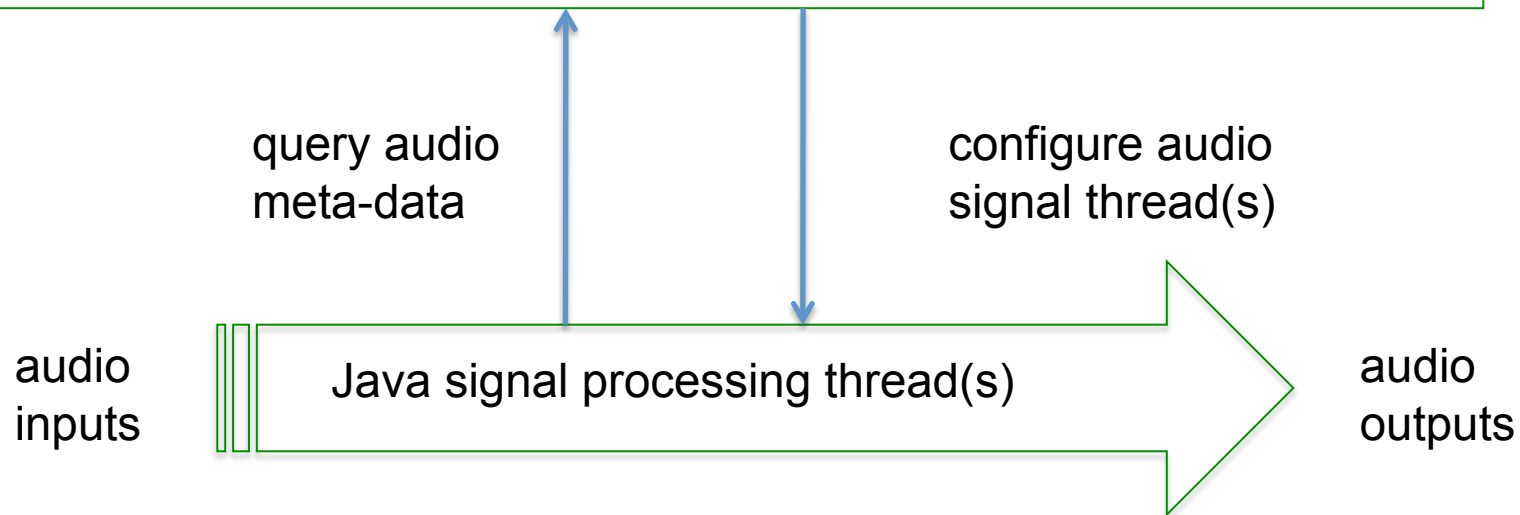 query audio
meta-data
configure audio
signal thread(s)
audio
inputs
Java signal processing thread(s)
audio
outputs